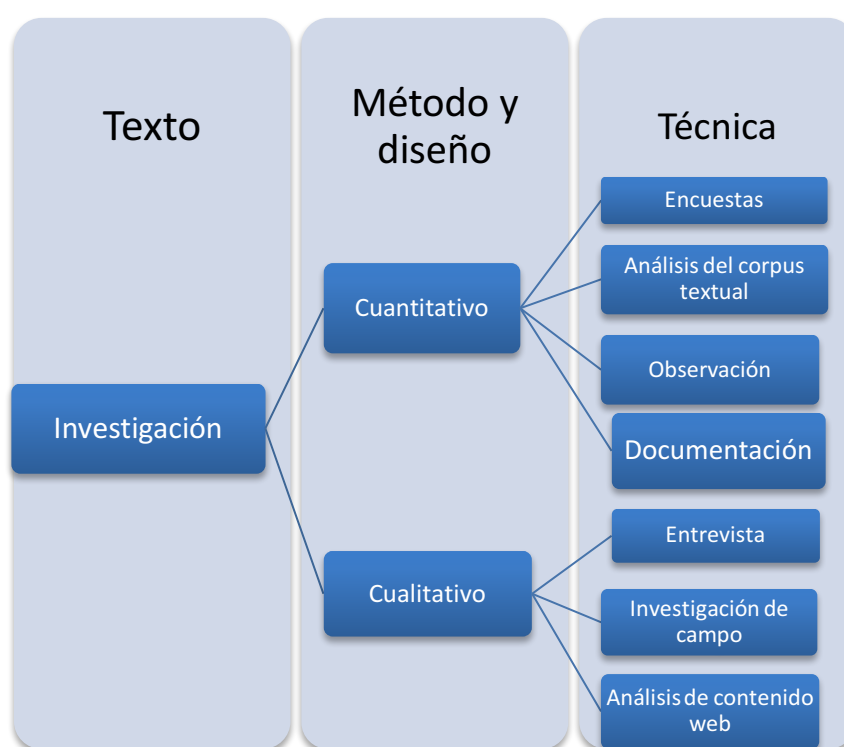 Texto
Método y
diseño
Técnica
Investigación
Cuantitativo
Encuestas
Análisis del corpus
textual
Observación
Documentación
Cualitativo
Entrevista
Investigación de
campo
Análisis de contenido
web